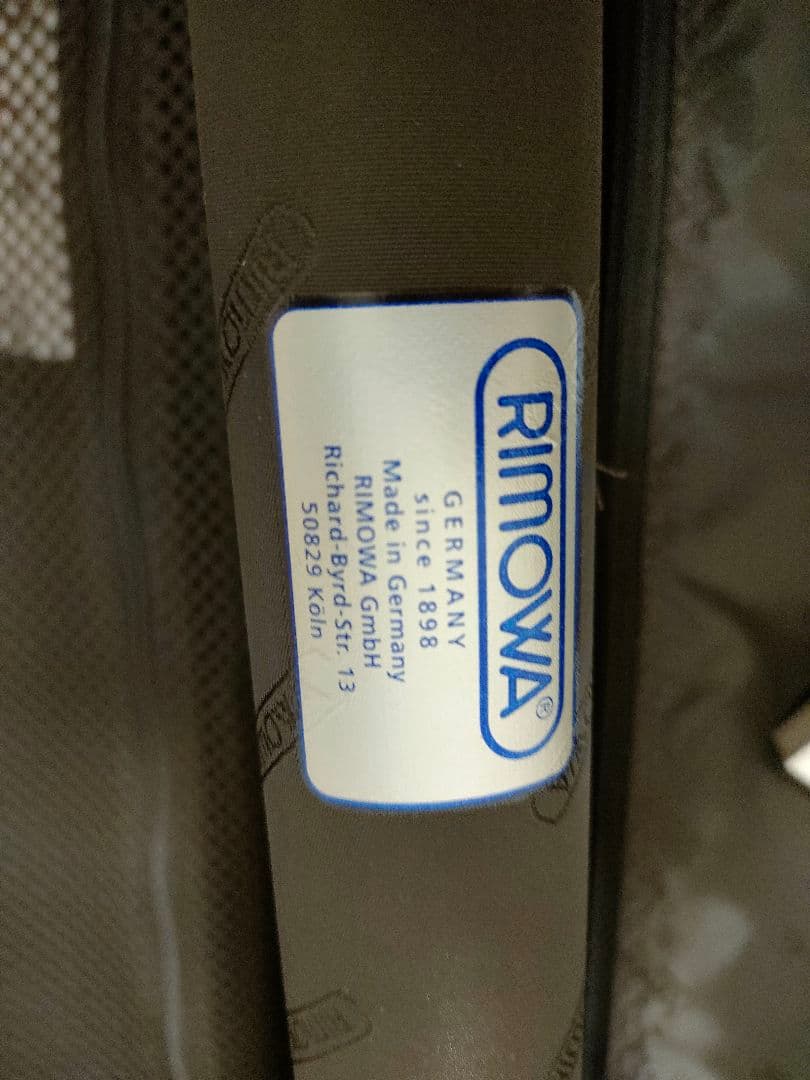 RIMOWA®
GERMANY
since 1898
Made in Germany
RIMOWA GmbH
Richard-Byrd-Str. 13
50829 Köln